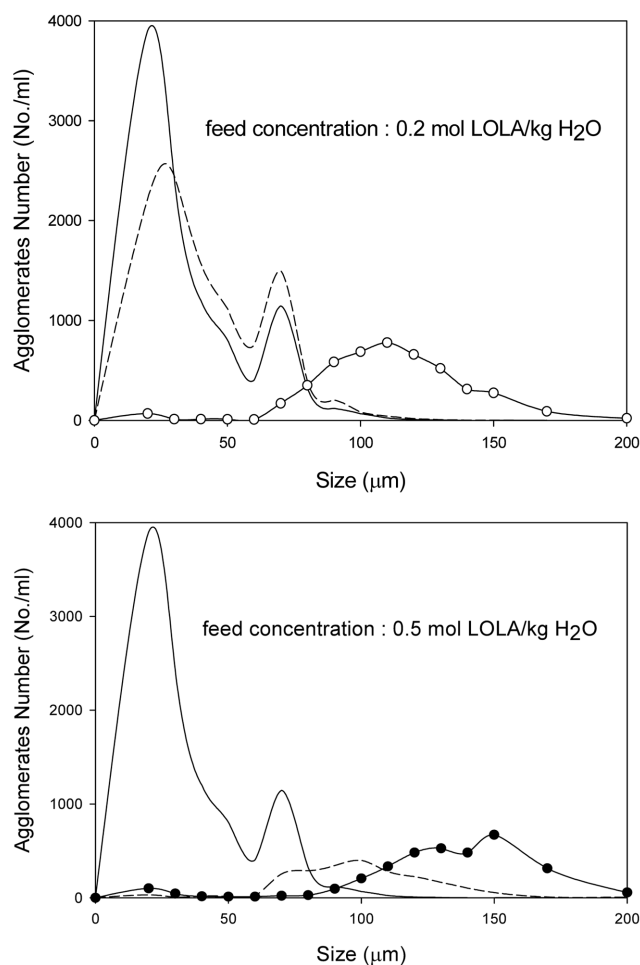 4000
3000
2000
1000
0
Agglomerates Number (No./ml)
feed concentration : 0.2 mol LOLA/kg H2O
0 50 100 150 200
Size (μm)
4000
3000
2000
1000
0
Agglomerates Number (No./ml)
feed concentration : 0.5 mol LOLA/kg H2O
0 50 100 150 200
Size (μm)